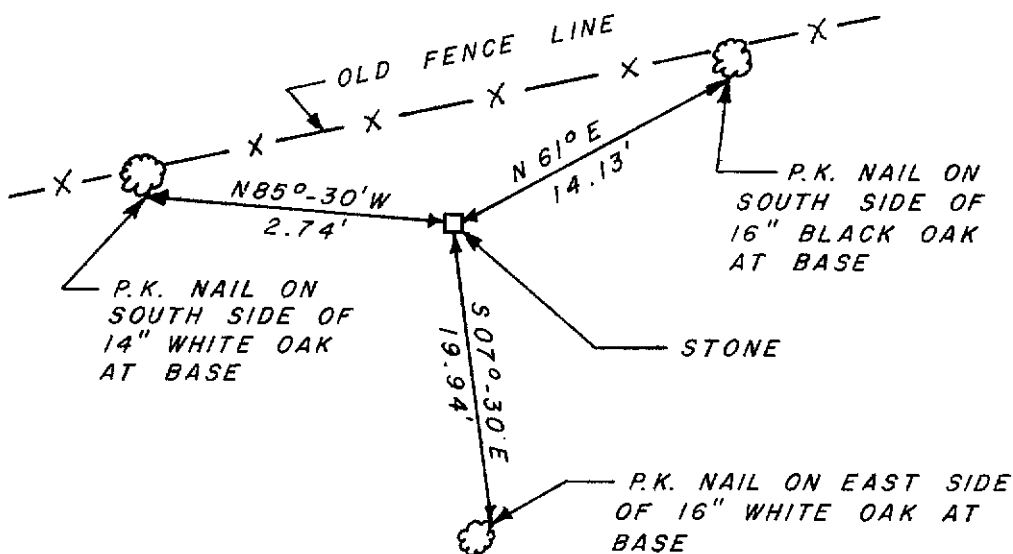 OLD FENCE LINE
N 61° E
14.13'
N85°-30'W
2.74'
P.K. NAIL ON
SOUTH SIDE OF
16" BLACK OAK
AT BASE
P.K. NAIL ON
SOUTH SIDE OF
14" WHITE OAK
AT BASE
S 07°-30'E
19.94'
STONE
P.K. NAIL ON EAST SIDE
OF 16" WHITE OAK AT
BASE